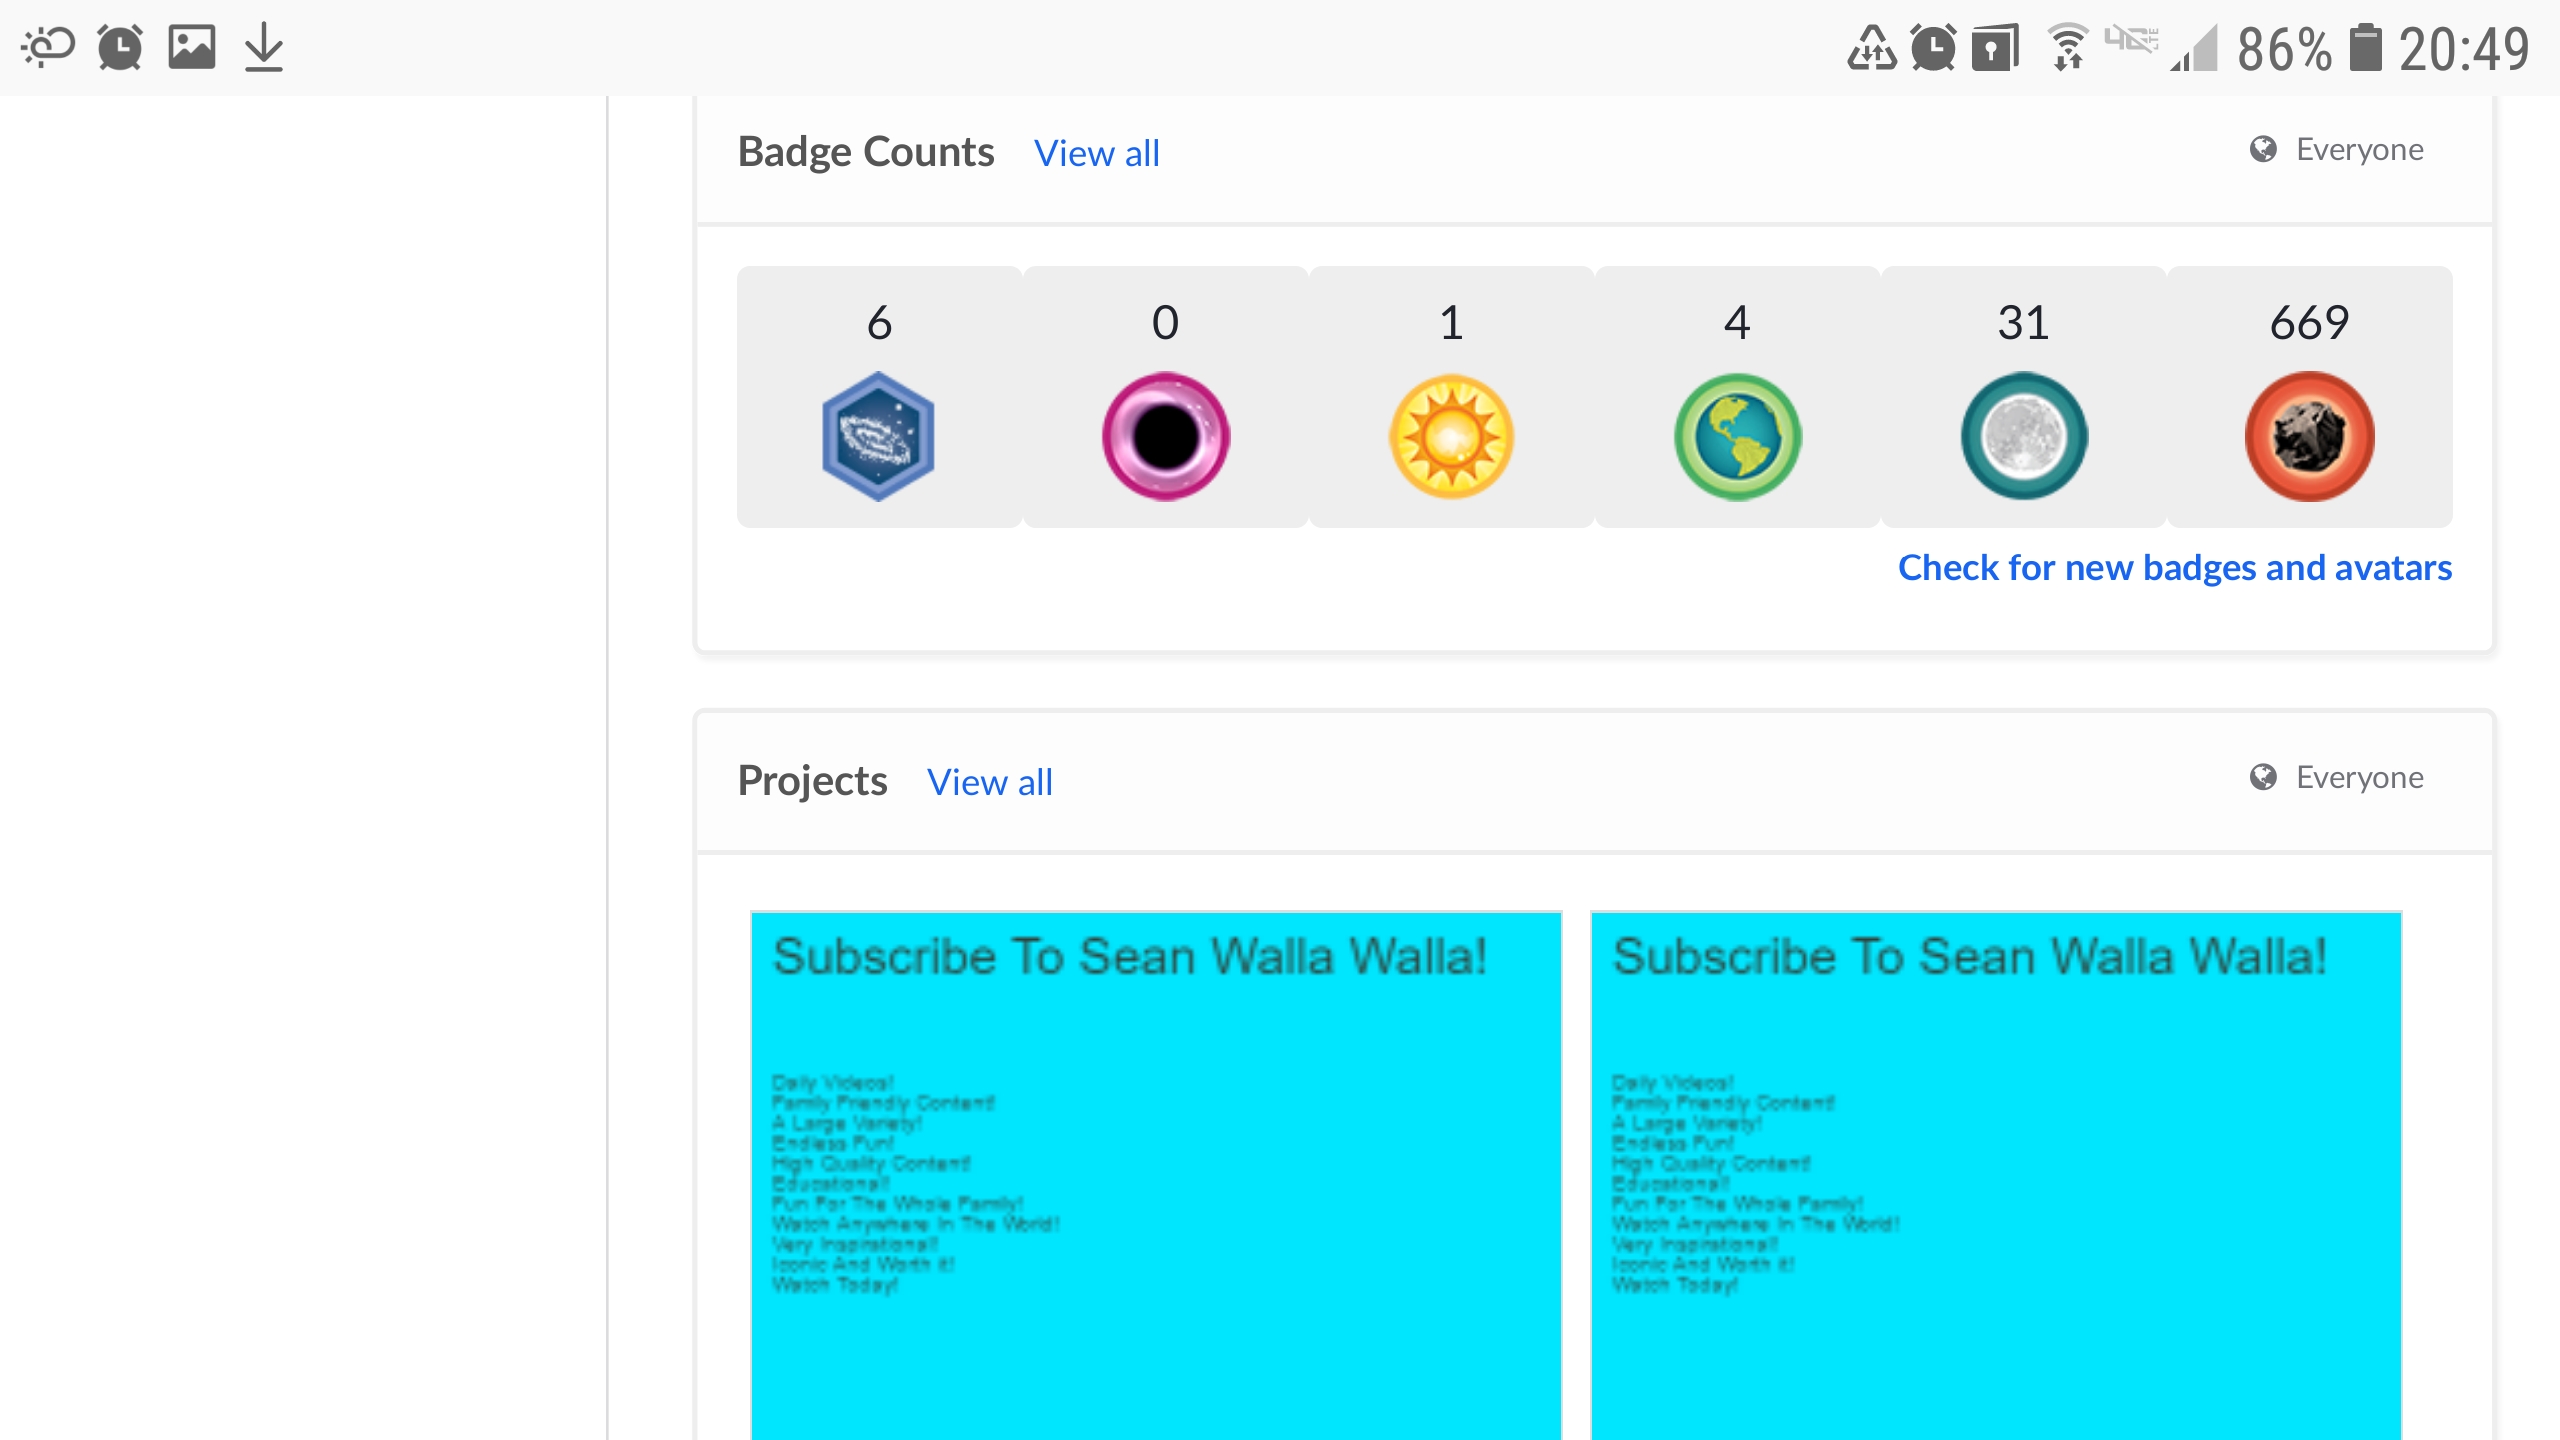 86% 20:49
Badge Counts View all Everyone
6 0 1 4 31 669
Check for new badges and avatars
Projects View all Everyone
Subscribe To Sean Walla Walla!
Daily Videos!
Family Friendly Content!
A Large Variety!
Endless Fun!
High Quality Content!
Educational!
Fun For The Whole Family!
Watch Anywhere In The World!
Very Inspirational!
Iconic And Worth it!
Watch Today!
Subscribe To Sean Walla Walla!
Daily Videos!
Family Friendly Content!
A Large Variety!
Endless Fun!
High Quality Content!
Educational!
Fun For The Whole Family!
Watch Anywhere In The World!
Very Inspirational!
Iconic And Worth it!
Watch Today!